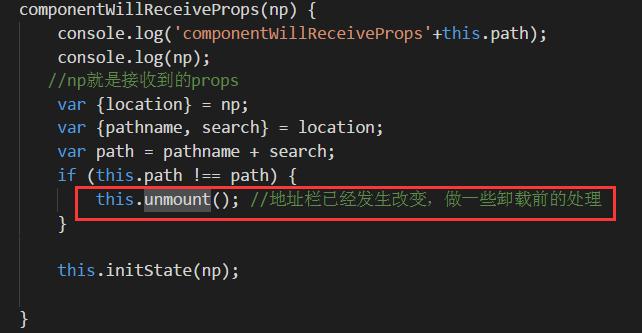 componentWillReceiveProps(np) {
console.log('componentWillReceiveProps'+this.path);
console.log(np);
//np就是接收到的props
var {location} = np;
var {pathname, search} = location;
var path = pathname + search;
if (this.path !== path) {
this.unmount(); //地址栏已经发生改变，做一些卸载前的处理
}
this.initState(np);
}